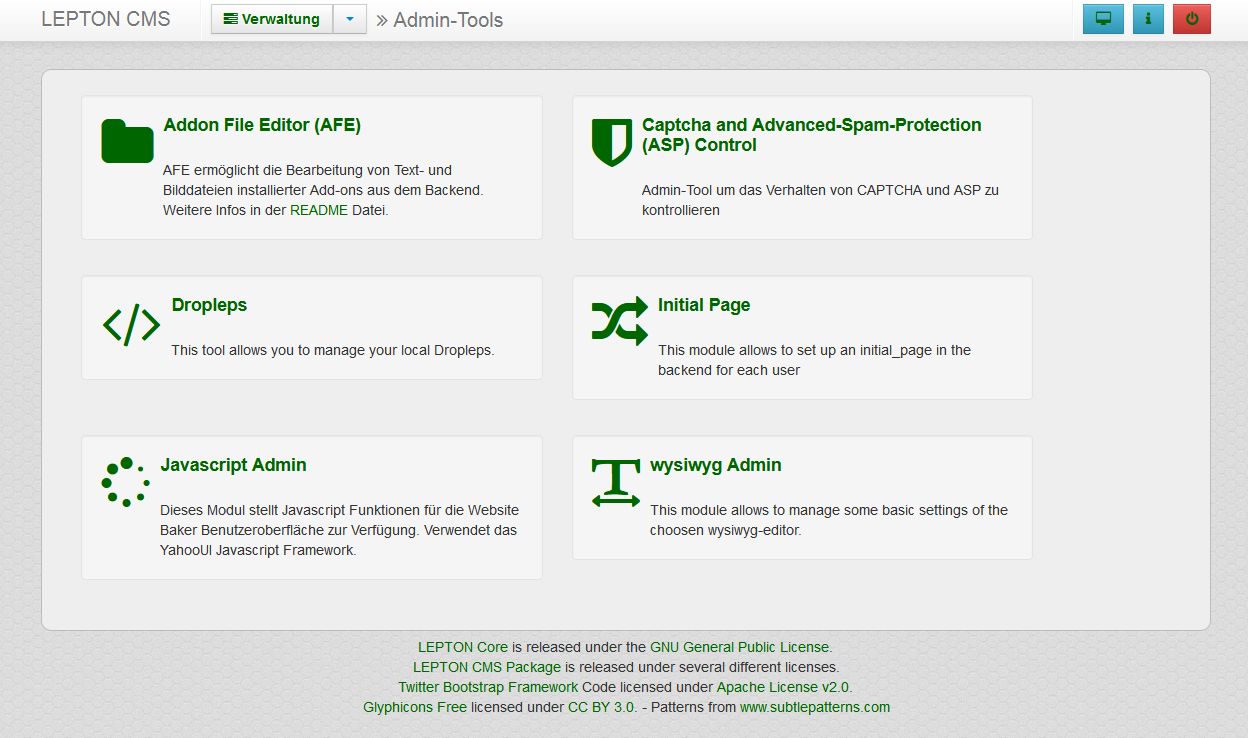 LEPTON CMS
Verwaltung
» Admin-Tools
Addon File Editor (AFE)
AFE ermöglicht die Bearbeitung von Text- und
Bilddateien installierter Add-ons aus dem Backend.
Weitere Infos in der README Datei.
Captcha and Advanced-Spam-Protection
(ASP) Control
Admin-Tool um das Verhalten von CAPTCHA und ASP zu
kontrollieren
Dropleps
This tool allows you to manage your local Dropleps.
Initial Page
This module allows to set up an initial_page in the
backend for each user
Javascript Admin
Dieses Modul stellt Javascript Funktionen für die Website
Baker Benutzeroberfläche zur Verfügung. Verwendet das
YahooUI Javascript Framework.
wysiwyg Admin
This module allows to manage some basic settings of the
choosen wysiwyg-editor.
LEPTON Core is released under the GNU General Public License.
LEPTON CMS Package is released under several different licenses.
Twitter Bootstrap Framework Code licensed under Apache License v2.0.
Glyphicons Free licensed under CC BY 3.0. - Patterns from www.subtlepatterns.com